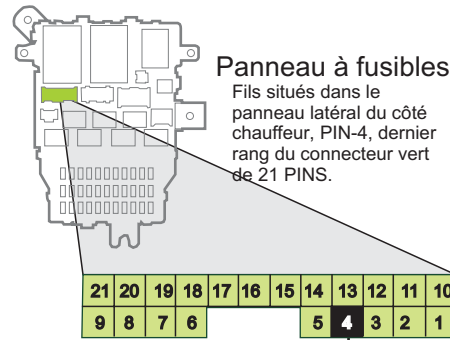 Panneau à fusibles
Fils situés dans le
panneau latéral du côté
chauffeur, PIN-4, dernier
rang du connecteur vert
de 21 PINS.
21 20 19 18 17 16 15 14 13 12 11 10
9 8 7 6 5 4 3 2 1